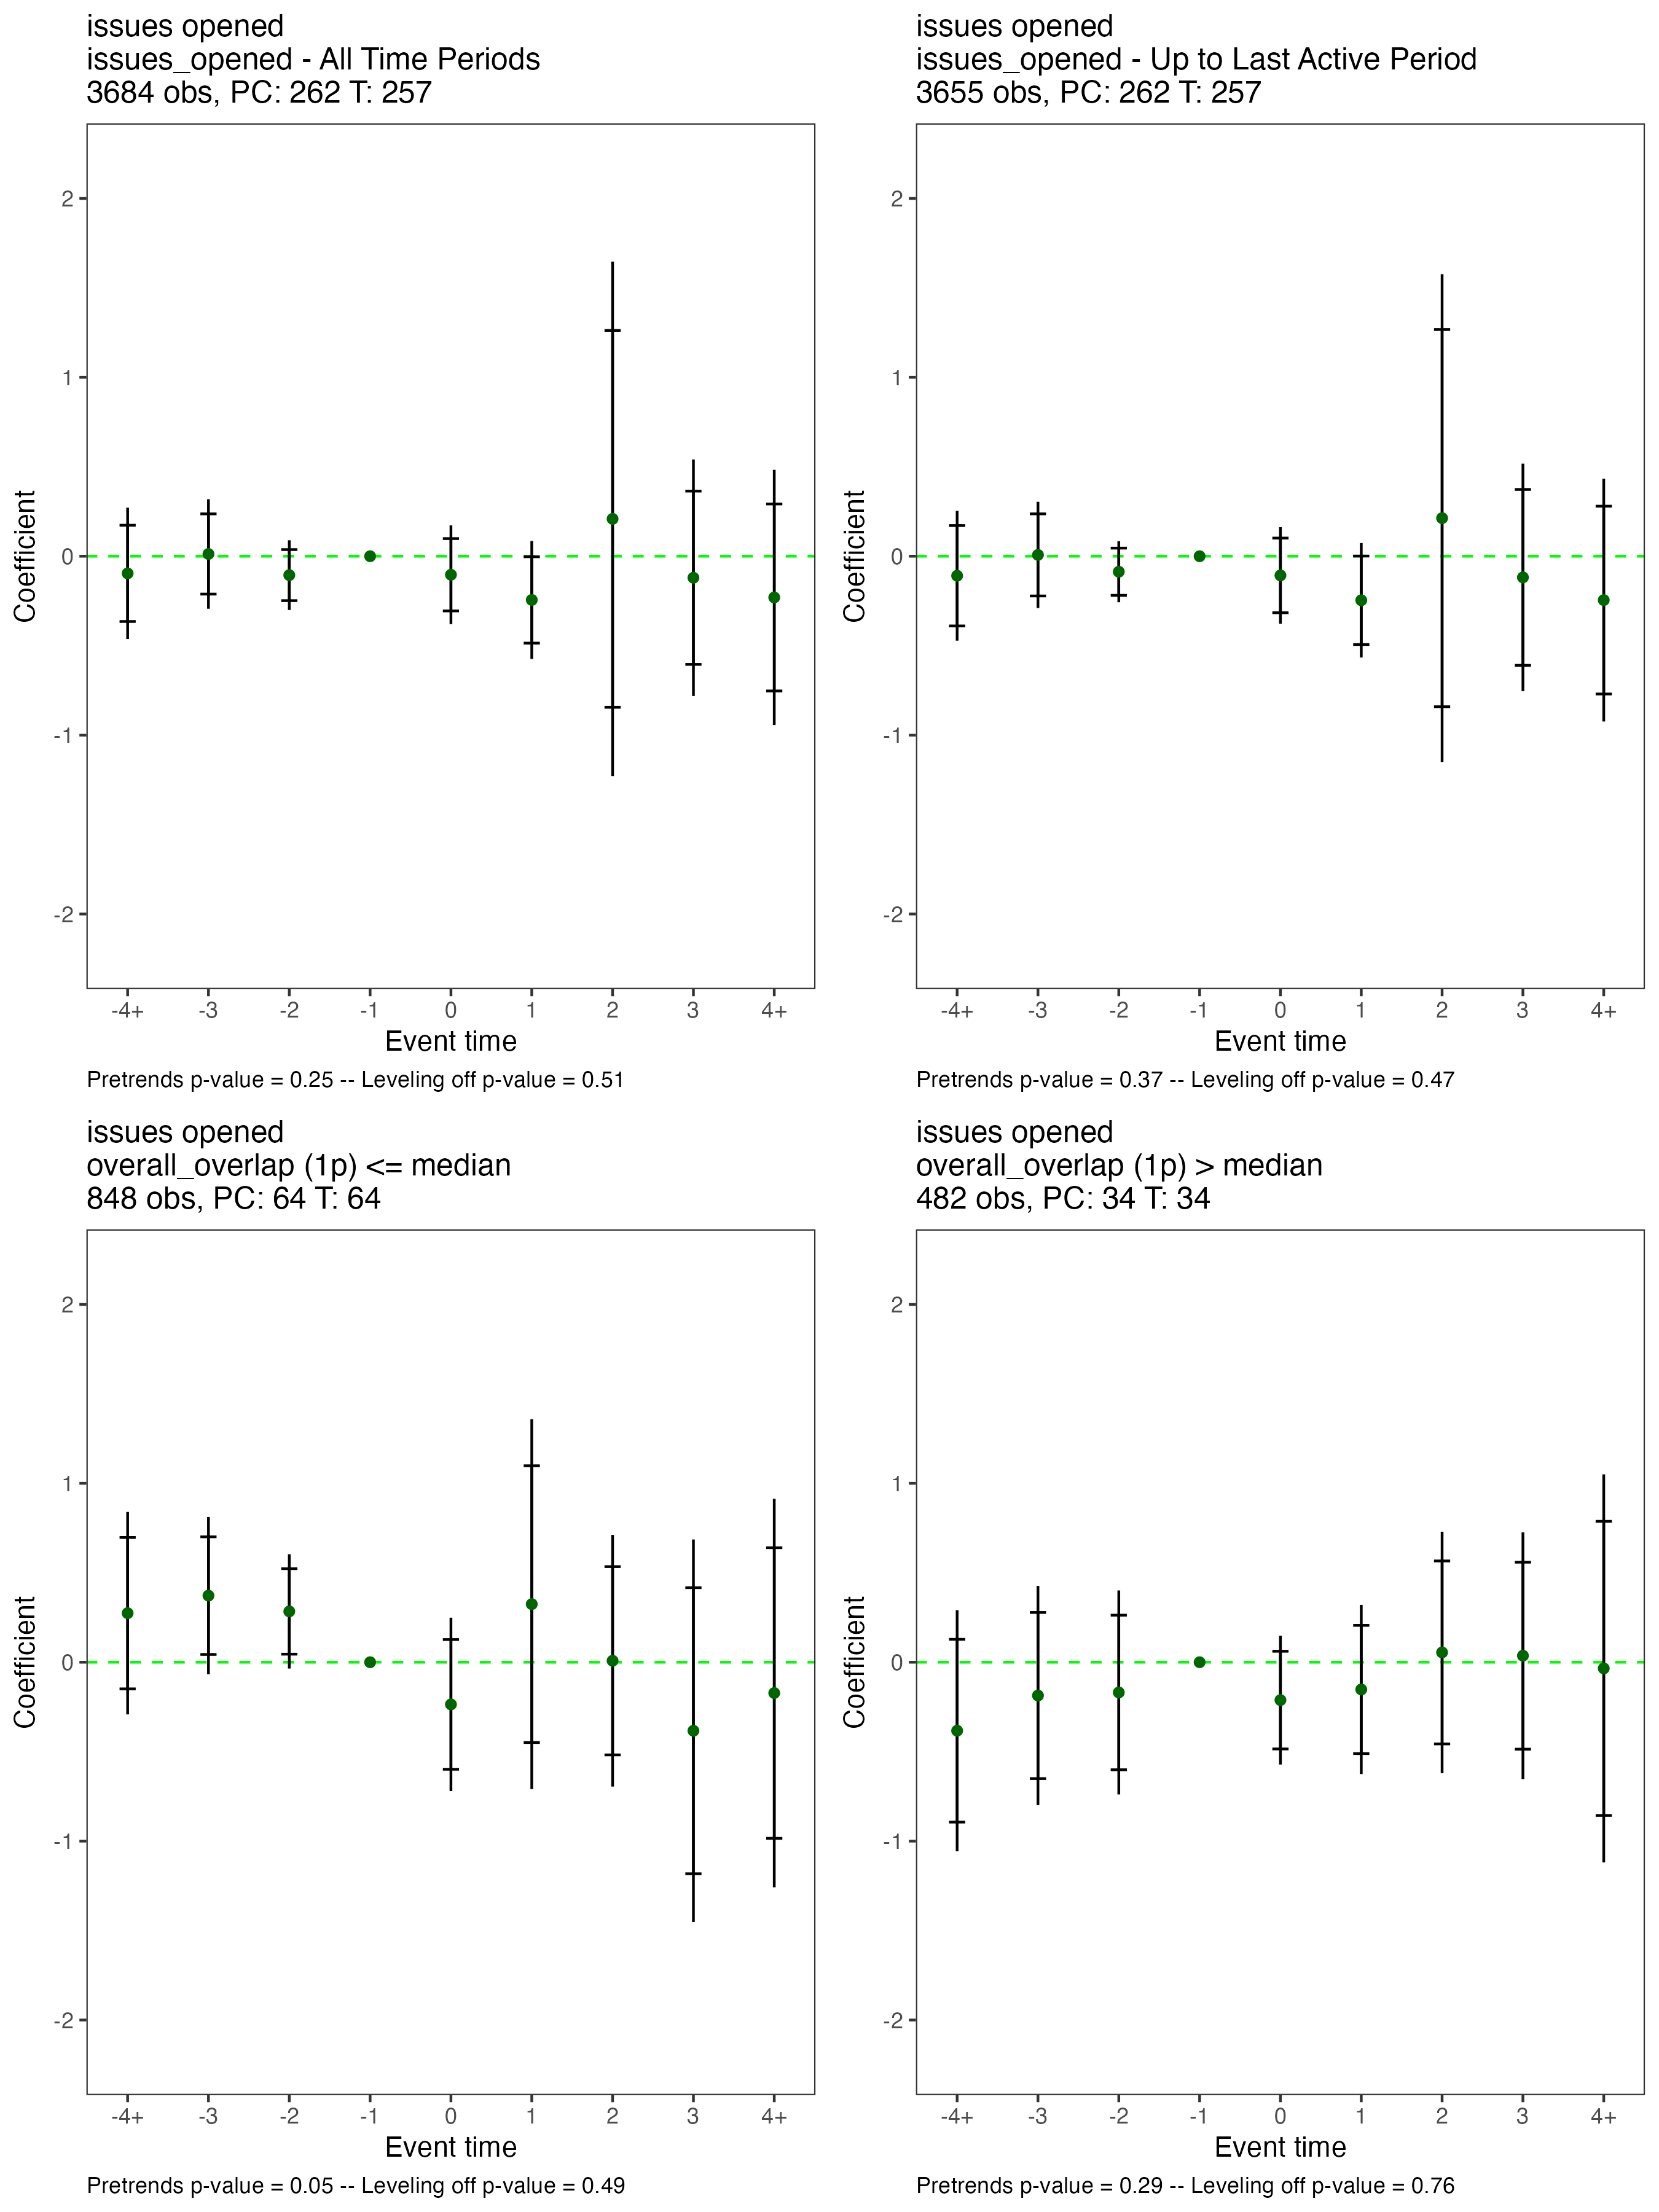 issues opened
issues_opened - All Time Periods
3684 obs, PC: 262 T: 257
Coefficient
2
1
0
-1
-2
-4+ -3 -2 -1 0 1 2 3 4+
Event time
Pretrends p-value = 0.25 -- Leveling off p-value = 0.51
issues opened
issues_opened - Up to Last Active Period
3655 obs, PC: 262 T: 257
Coefficient
2
1
0
-1
-2
-4+ -3 -2 -1 0 1 2 3 4+
Event time
Pretrends p-value = 0.37 -- Leveling off p-value = 0.47
issues opened
overall_overlap (1p) <= median
848 obs, PC: 64 T: 64
Coefficient
2
1
0
-1
-2
-4+ -3 -2 -1 0 1 2 3 4+
Event time
Pretrends p-value = 0.05 -- Leveling off p-value = 0.49
issues opened
overall_overlap (1p) > median
482 obs, PC: 34 T: 34
Coefficient
2
1
0
-1
-2
-4+ -3 -2 -1 0 1 2 3 4+
Event time
Pretrends p-value = 0.29 -- Leveling off p-value = 0.76